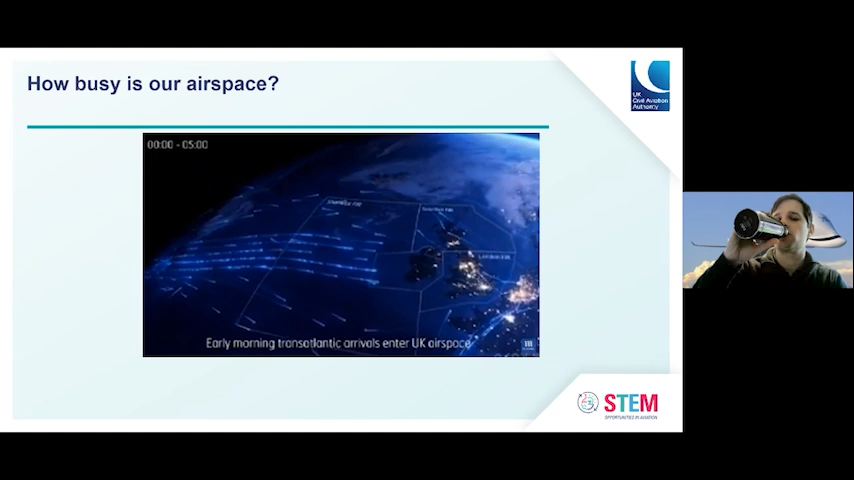 How busy is our airspace?
UK
Civil Aviation
Authority
00:00 - 05:00
Early morning transatlantic arrivals enter UK airspace
STEM
OPPORTUNITIES IN AVIATION